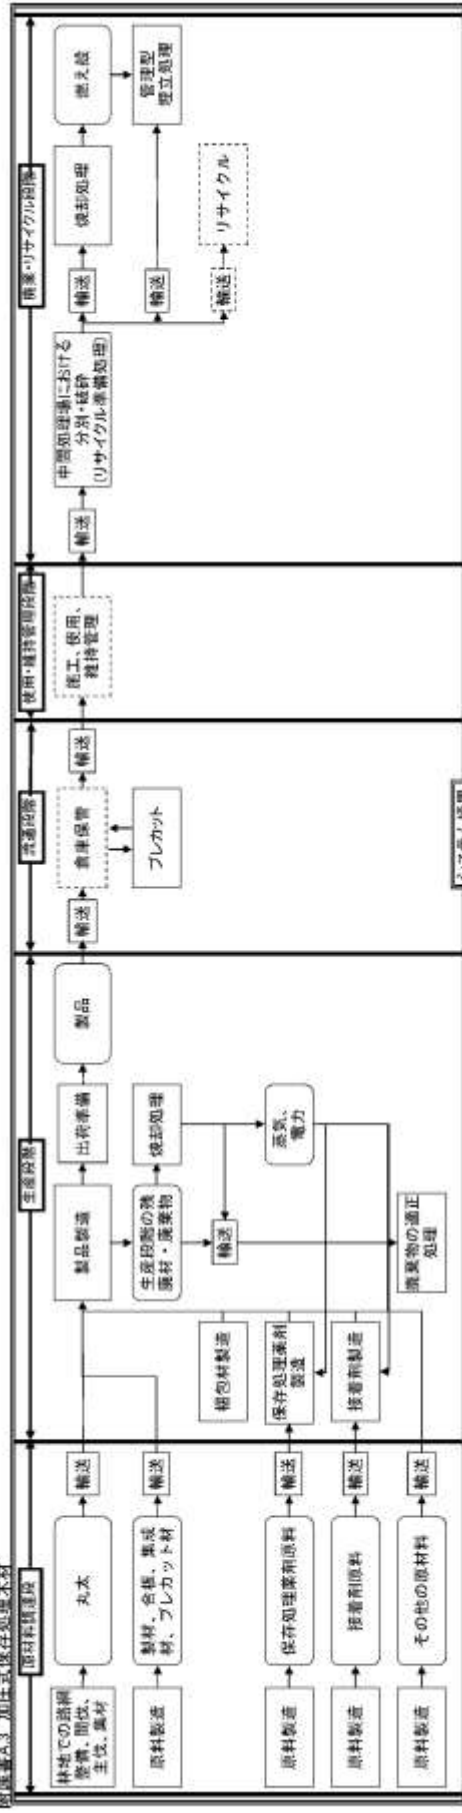 附属書A.3 加圧式保存処理木材
原材料調達段
生産段階
流通段階
使用・維持管理段階
廃棄・リサイクル段階
林地での路網
整備、間伐、
主伐、集材
丸太
輸送
原料製造
製材、合板、集成
材、プレカット材
輸送
原料製造
保存処理薬剤原料
輸送
原料製造
接着剤原料
輸送
原料製造
その他の原材料
輸送
製品製造
出荷準備
製品
生産段階の残
廃材・廃棄物
焼却処理
輸送
蒸気、
電力
梱包材製造
保存処理薬剤
製造
接着剤製造
廃棄物の適正
処理
輸送
倉庫保管
プレカット
輸送
施工、使用、
維持管理
輸送
中間処理場における
分別・破砕
(リサイクル準備処理)
輸送
焼却処理
燃え殻
輸送
管理型
埋立処理
輸送
リサイクル